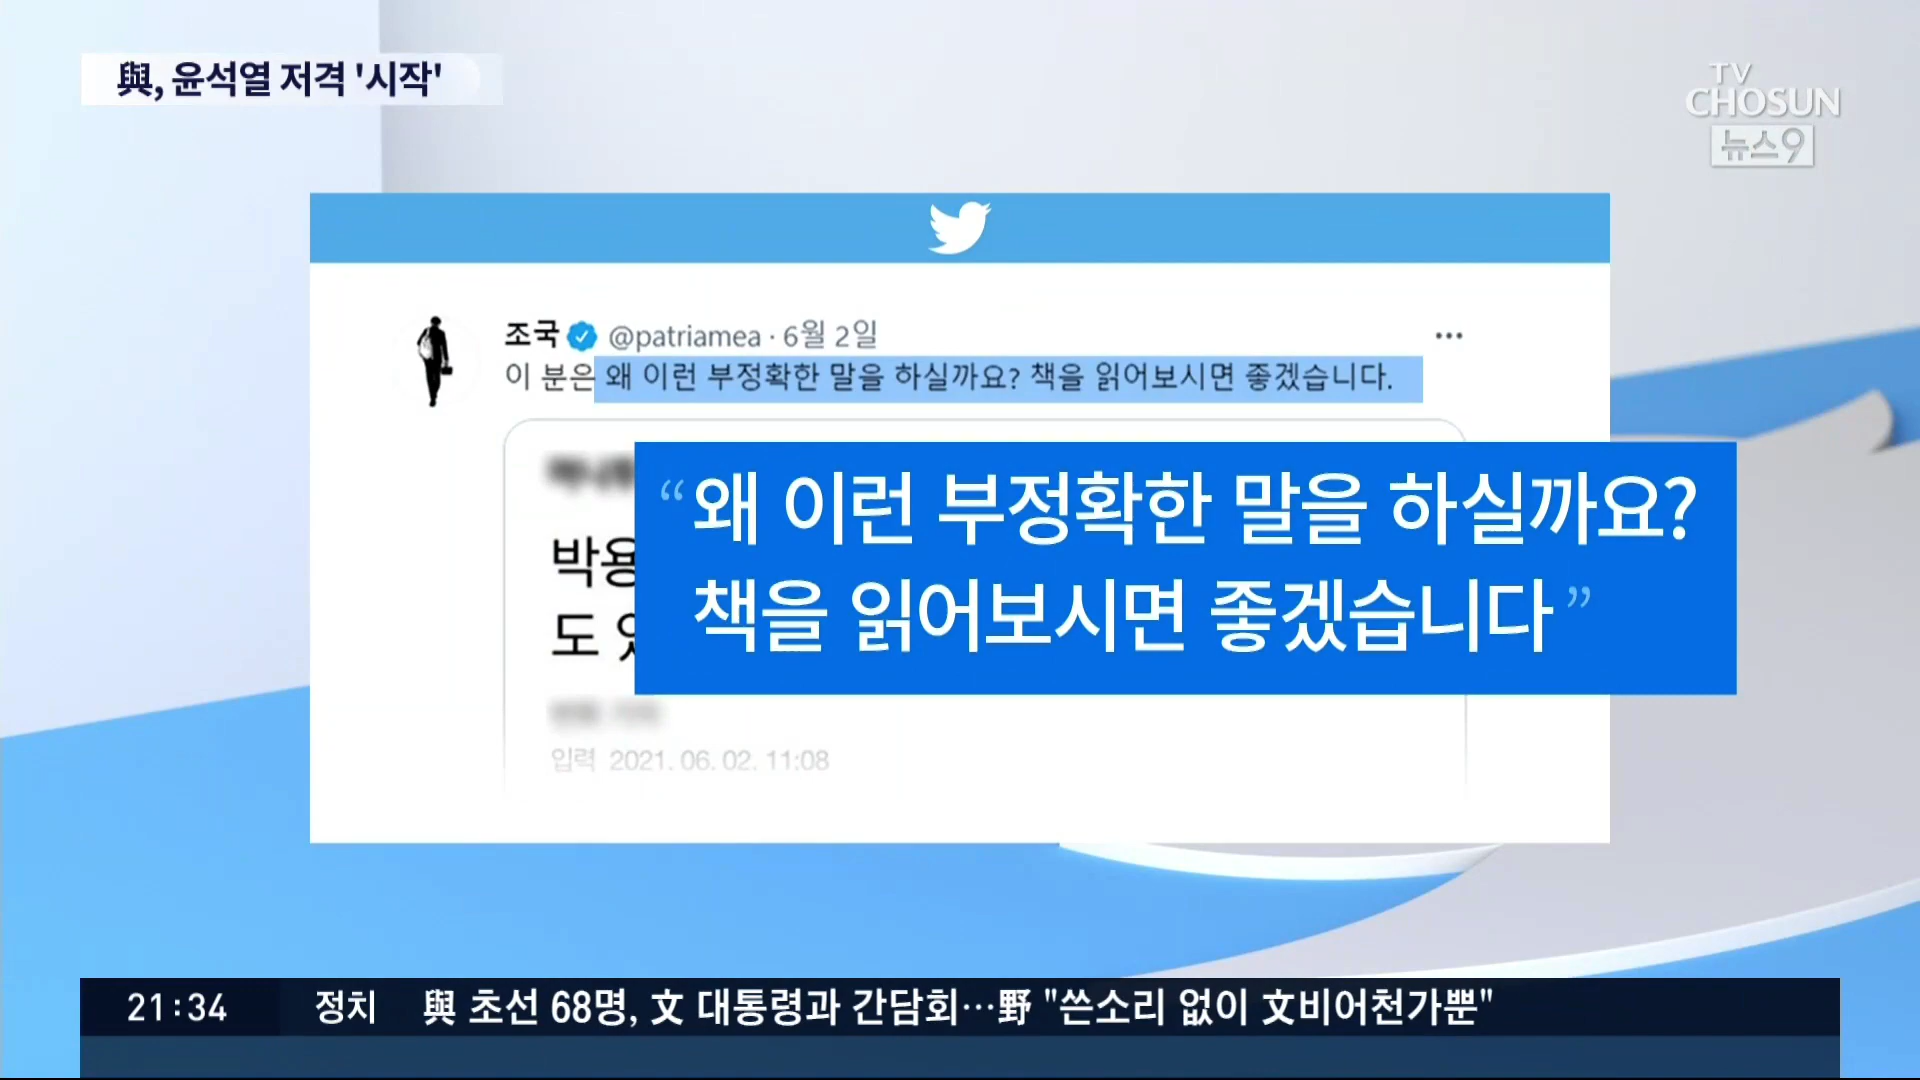 與, 윤석열 저격 '시작'
TV
CHOSUN
뉴스9
조국 @patriamea · 6월 2일
이 분은 왜 이런 부정확한 말을 하실까요? 책을 읽어보시면 좋겠습니다.
“왜 이런 부정확한 말을 하실까요?
책을 읽어보시면 좋겠습니다”
박용
도
입력 2021. 06. 02. 11:08
21:34 정치 與 초선 68명, 文 대통령과 간담회…野 "쓴소리 없이 文비어천가뿐"